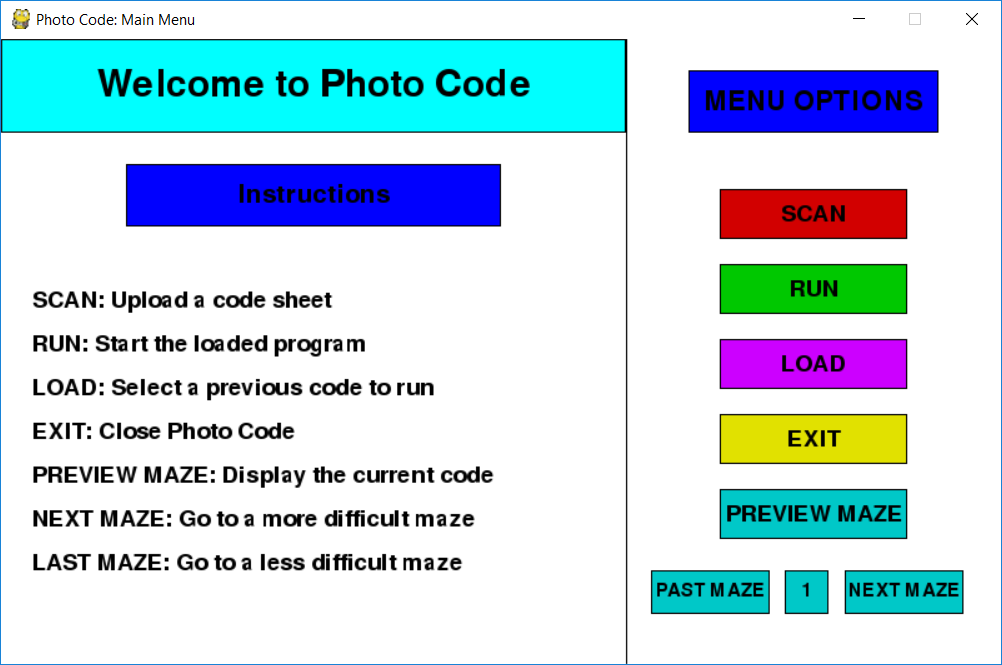 Photo Code: Main Menu
Welcome to Photo Code
Instructions
SCAN: Upload a code sheet
RUN: Start the loaded program
LOAD: Select a previous code to run
EXIT: Close Photo Code
PREVIEW MAZE: Display the current code
NEXT MAZE: Go to a more difficult maze
LAST MAZE: Go to a less difficult maze
MENU OPTIONS
SCAN
RUN
LOAD
EXIT
PREVIEW MAZE
PAST MAZE 1 NEXT MAZE